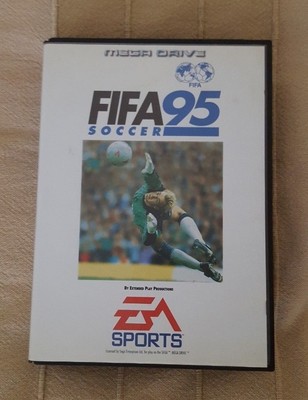 MEGA DRIVE
FIFA
FIFA 95
SOCCER
BY EXTENDED PLAY PRODUCTIONS
EA
SPORTS